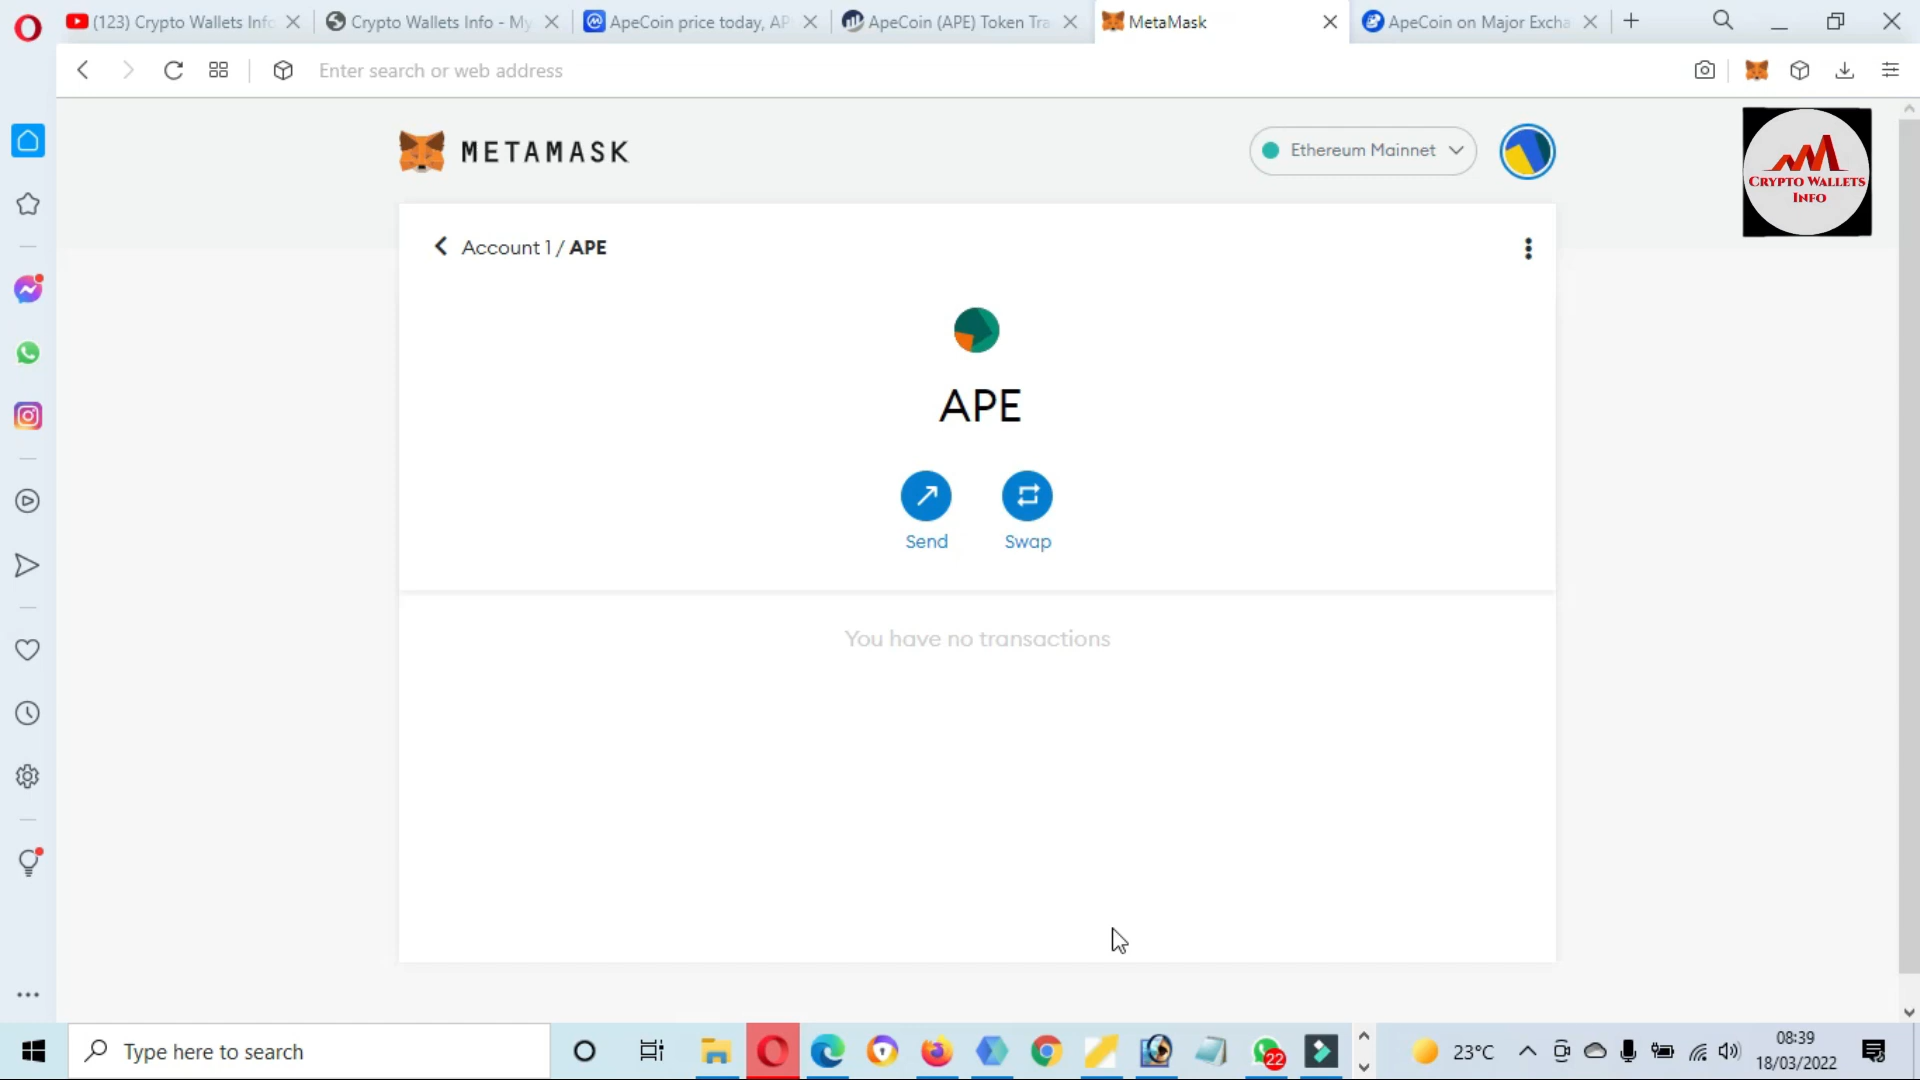 (123) Crypto Wallets Info
Crypto Wallets Info - My
ApeCoin price today, AP
ApeCoin (APE) Token Tra
MetaMask
ApeCoin on Major Excha
Enter search or web address
METAMASK
Ethereum Mainnet
CRYPTO WALLETS
INFO
Account 1 / APE
APE
Send
Swap
You have no transactions
Type here to search
22
23°C
08:39
18/03/2022